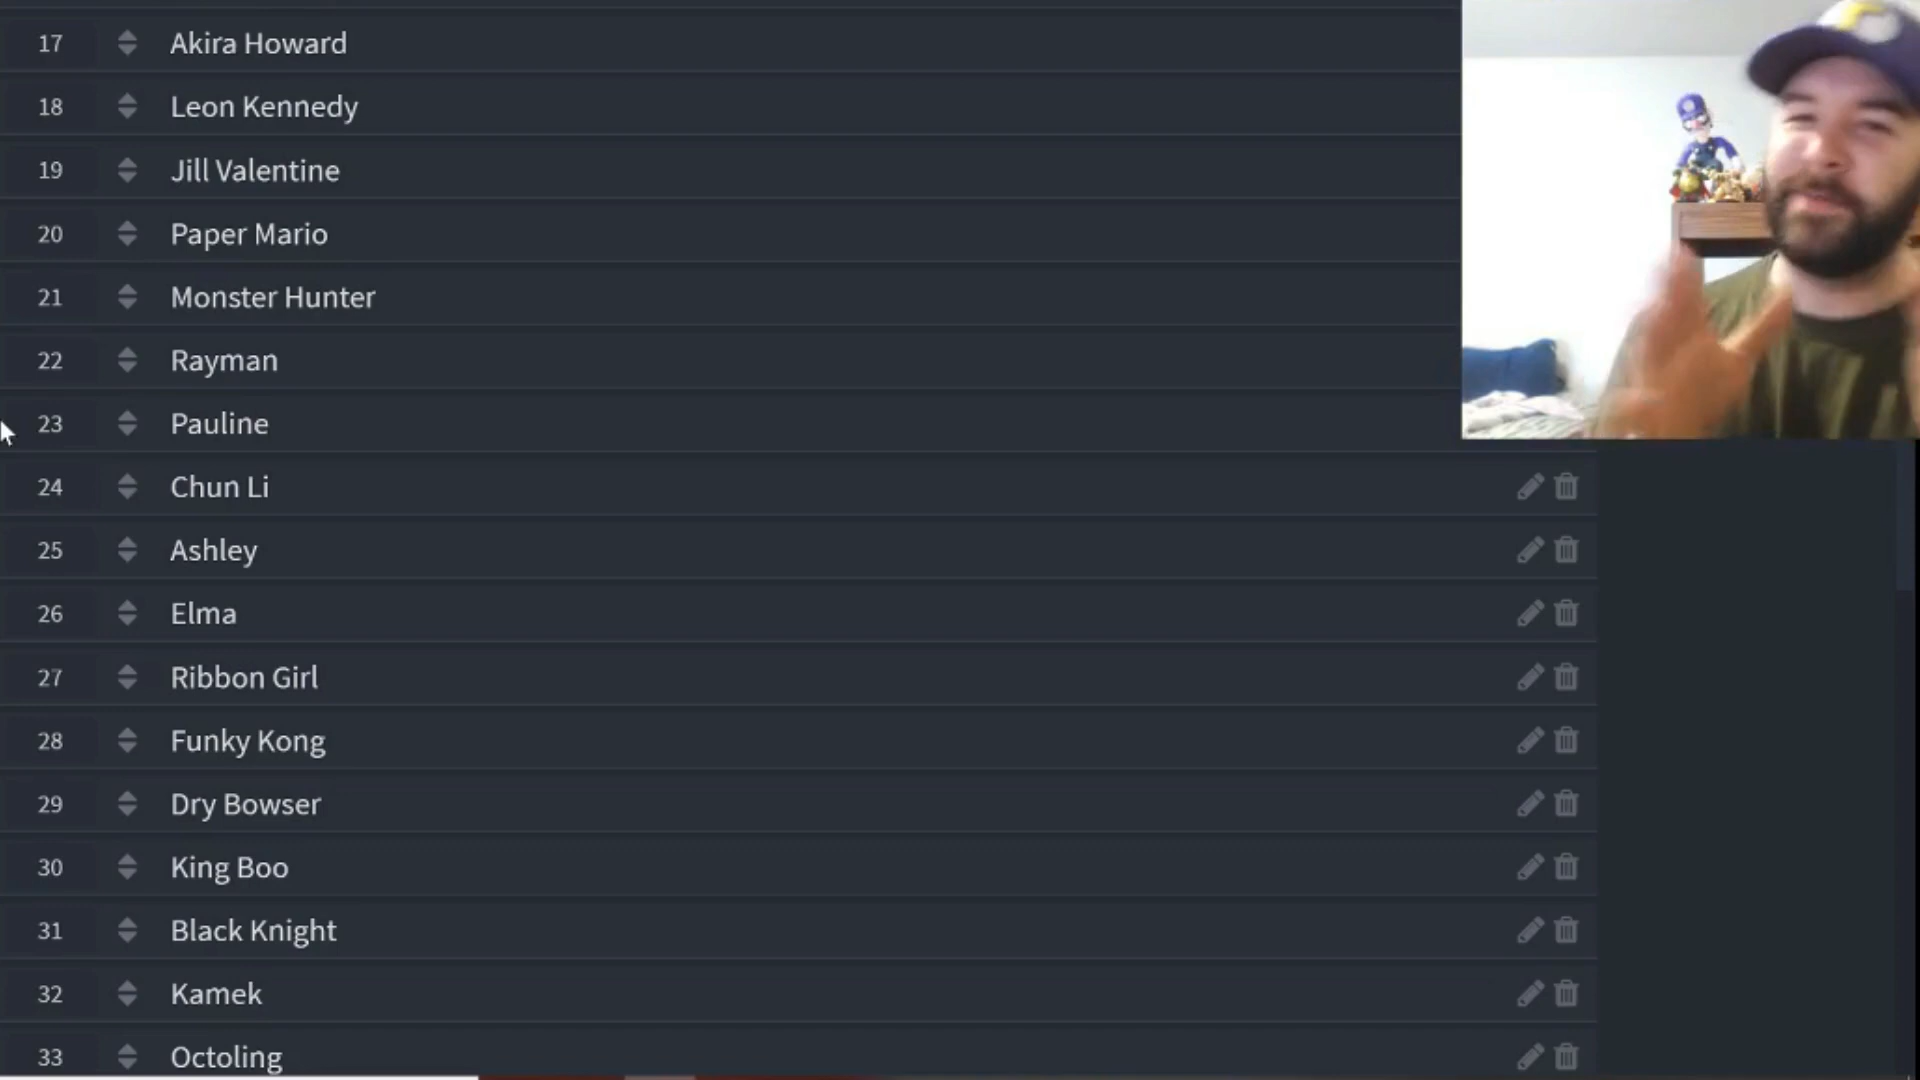 17 Akira Howard
18 Leon Kennedy
19 Jill Valentine
20 Paper Mario
21 Monster Hunter
22 Rayman
23 Pauline
24 Chun Li
25 Ashley
26 Elma
27 Ribbon Girl
28 Funky Kong
29 Dry Bowser
30 King Boo
31 Black Knight
32 Kamek
33 Octoling